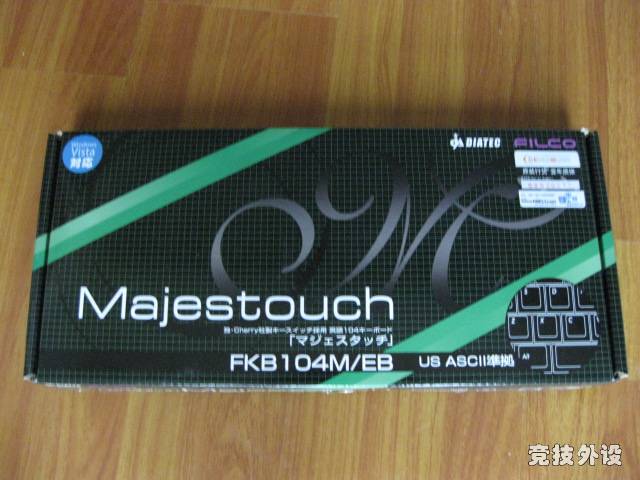 Windows
Vista
対応
DIATEC
FILCO
Majestouch
独・Cherry社製キースイッチ採用 英語104キーボード
「マジェスタッチ」
FKB104M/EB
US ASCII準拠
竞技外设